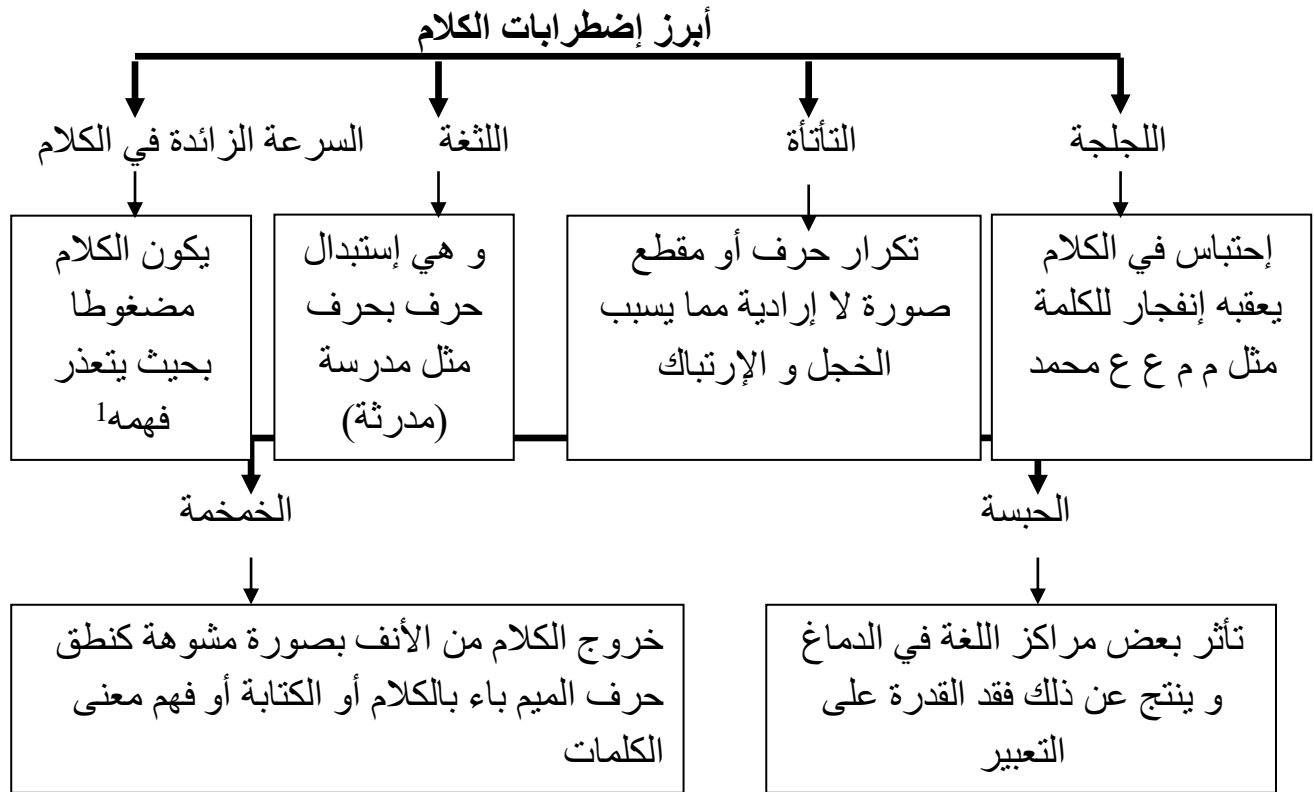 أبرز إضطرابات الكلام
اللجلجة
التأتأة
اللثغة
السرعة الزائدة في الكلام
إحتباس في الكلام
يعقبه إنفجار للكلمة
مثل م م ع ع محمد
تكرار حرف أو مقطع
صورة لا إرادية مما يسبب
الخجل و الإرتباك
و هي إستبدال
حرف بحرف
مثل مدرسة
(مدرثة)
يكون الكلام
مضغوطا
بحيث يتعذر
فهمه1
الحبسة
الخمخمة
تأثر بعض مراكز اللغة في الدماغ
و ينتج عن ذلك فقد القدرة على
التعبير
خروج الكلام من الأنف بصورة مشوهة كنطق
حرف الميم باء بالكلام أو الكتابة أو فهم معنى
الكلمات